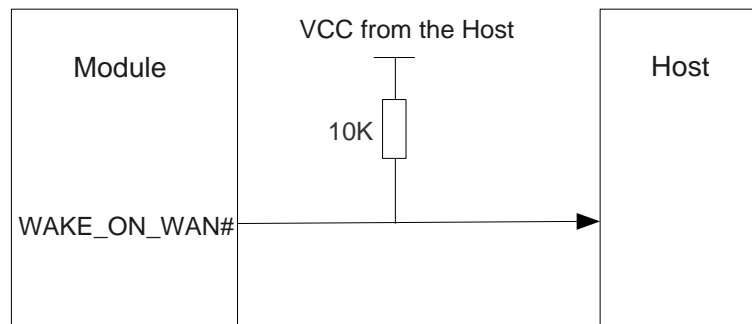 VCC from the Host
Module
Host
10K
WAKE_ON_WAN#